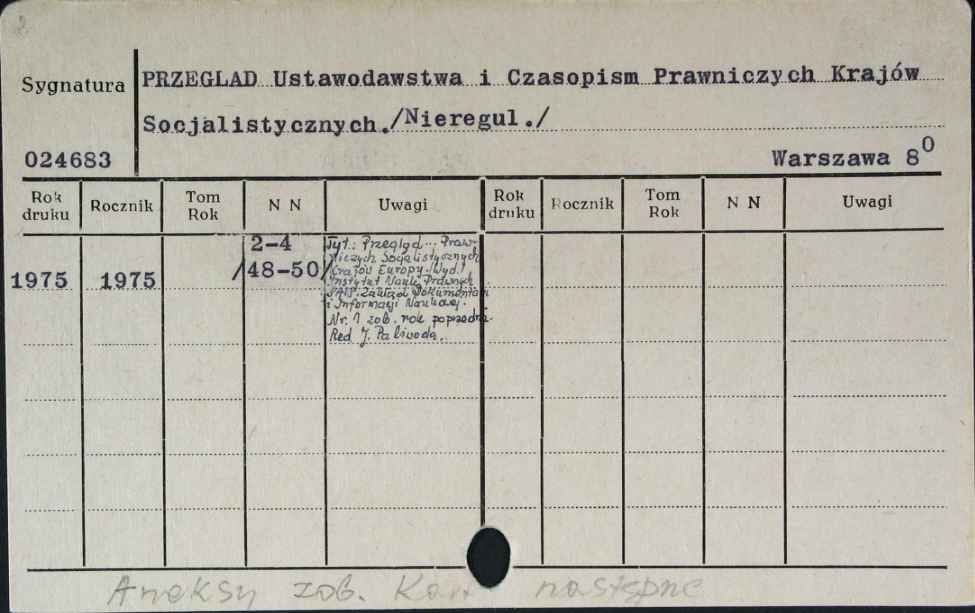 Sygnatura PRZEGLAD Ustawodawstwa i Czasopism Prawniczych Krajów
Socjalistycznych./Nieregul./
024683 Warszawa 8⁰
Rok druku Rocznik Tom Rok N N Uwagi Rok druku Rocznik Tom Rok N N Uwagi
2-4 Tyt.: Przegląd... Praw-
niczych Socjalistycznych
1975 1975 /48-50/ Krajów Europy. Wyd.:
Instytut Nauk Prawnych
PAN. Zakład Dokumentacji
i Informacji Naukowej.
Nr. 1 zob. rok poprzedni.
Red J. Paliwoda.
Aneksy zob. Kart następne